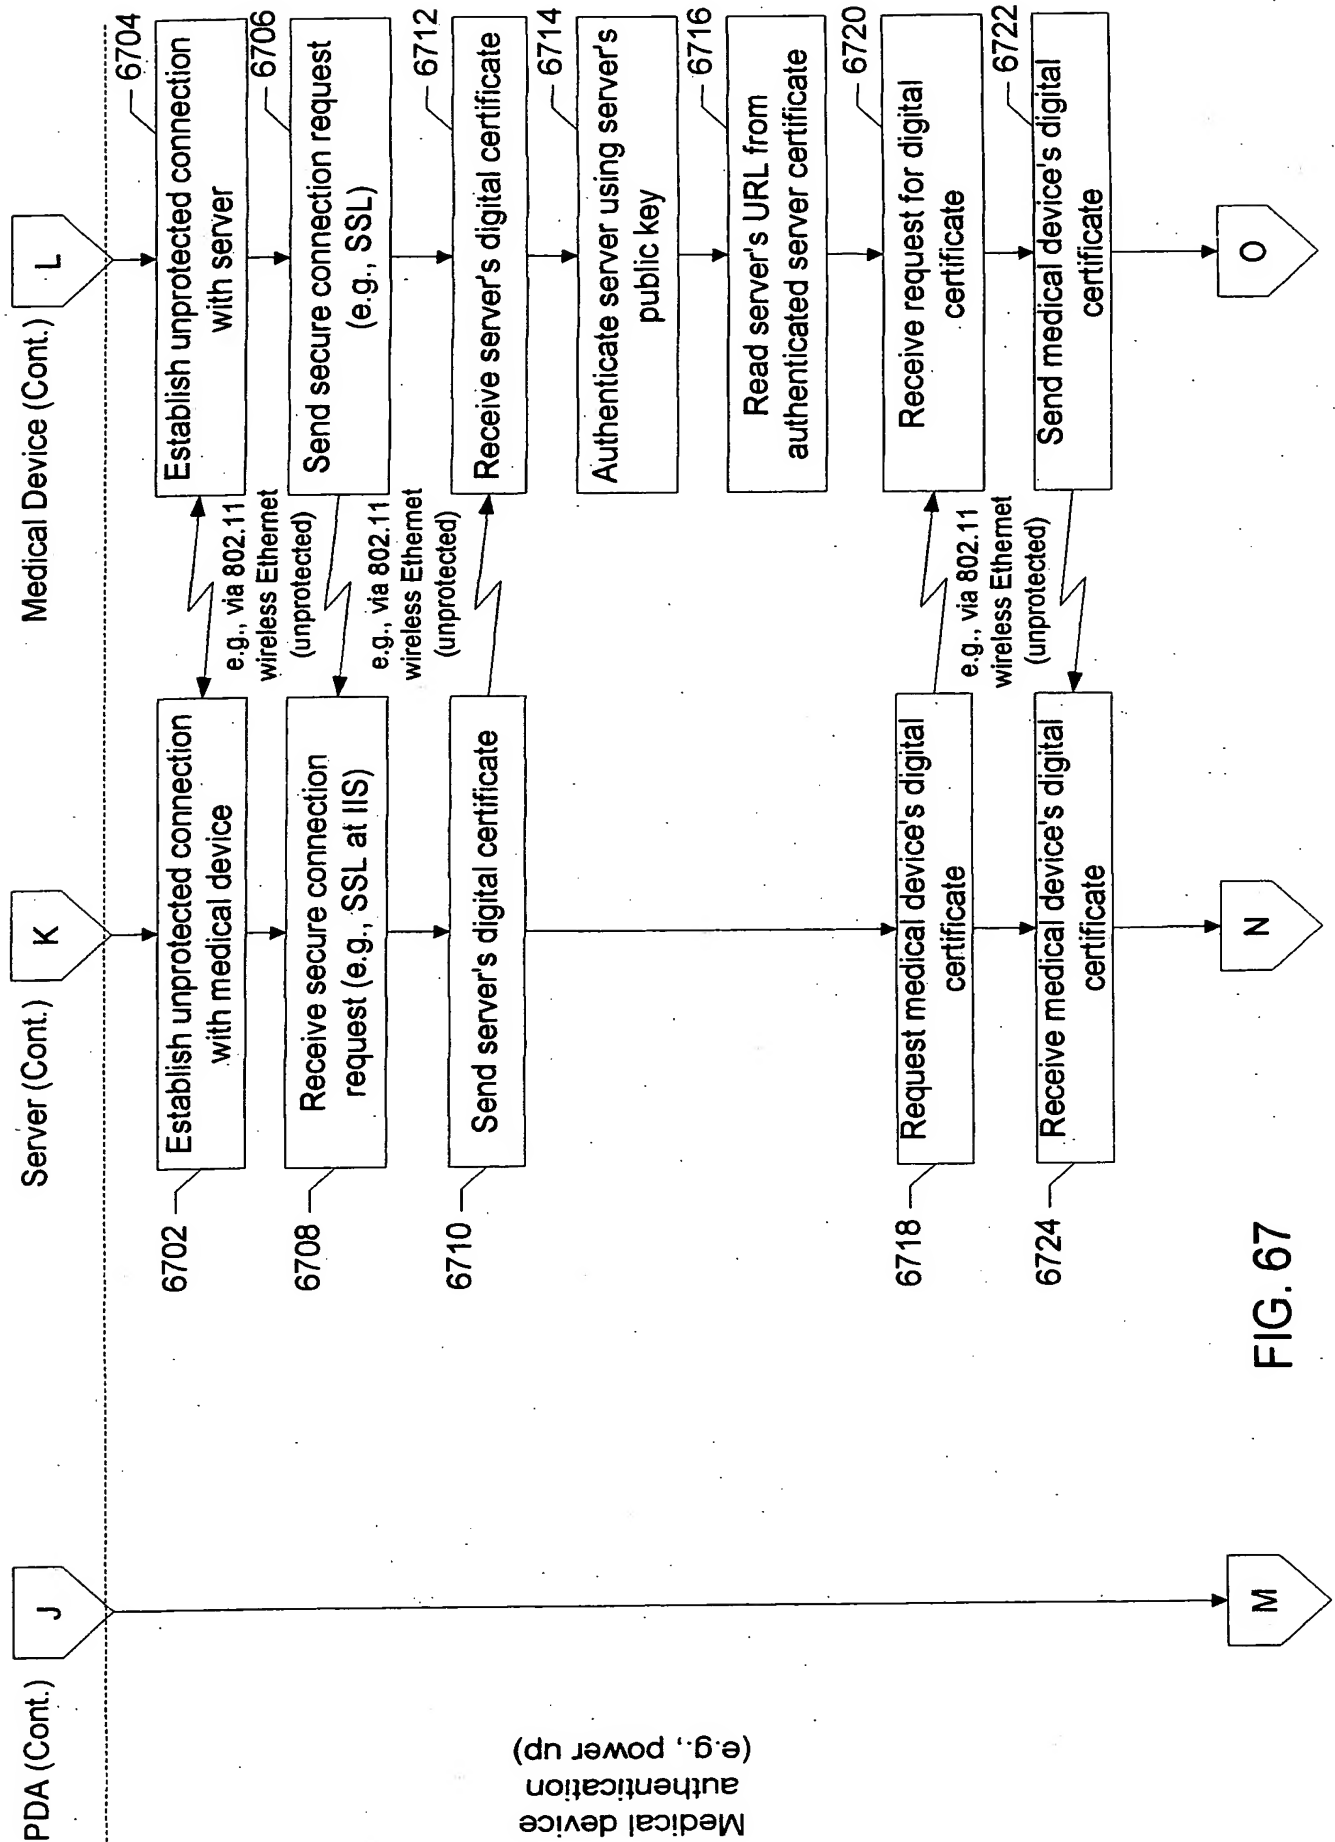 PDA (Cont.)
Server (Cont.)
Medical Device (Cont.)
J
K
L
Medical device
authentication
(e.g., power up)
6702
Establish unprotected connection
with medical device
e.g., via 802.11
wireless Ethernet
(unprotected)
Establish unprotected connection
with server
6704
6708
Receive secure connection
request (e.g., SSL at IIS)
e.g., via 802.11
wireless Ethernet
(unprotected)
Send secure connection request
(e.g., SSL)
6706
6710
Send server's digital certificate
Receive server's digital certificate
6712
Authenticate server using server's
public key
6714
Read server's URL from
authenticated server certificate
6716
6718
Request medical device's digital
certificate
e.g., via 802.11
wireless Ethernet
(unprotected)
Receive request for digital
certificate
6720
6724
Receive medical device's digital
certificate
Send medical device's digital
certificate
6722
M
N
O
FIG. 67